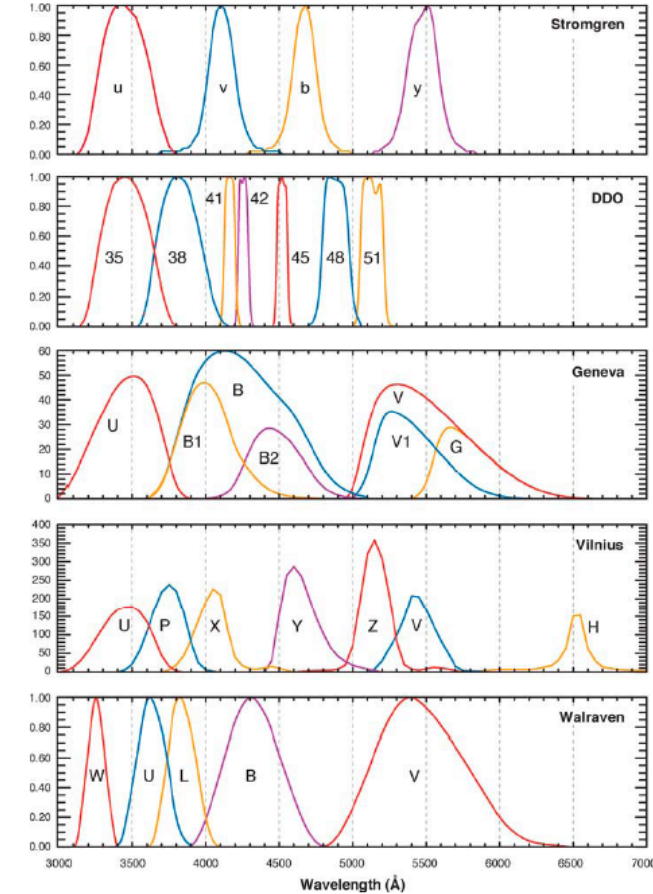 1.00
Stromgren
0.80
0.60
u v b y
0.40
0.20
0.00
1.00
41 42 DDO
0.80
0.60
35 38 45 48 51
0.40
0.20
0.00
60
Geneva
50
B V
40
U
30
B1 V1 G
20
B2
10
0
400
350
Vilnius
300
250
200
150
U P X Y Z V H
100
50
0
1.00
Walraven
0.80
0.60
W U L B V
0.40
0.20
0.00
3000 3500 4000 4500 5000 5500 6000 6500 7000
Wavelength (Å)